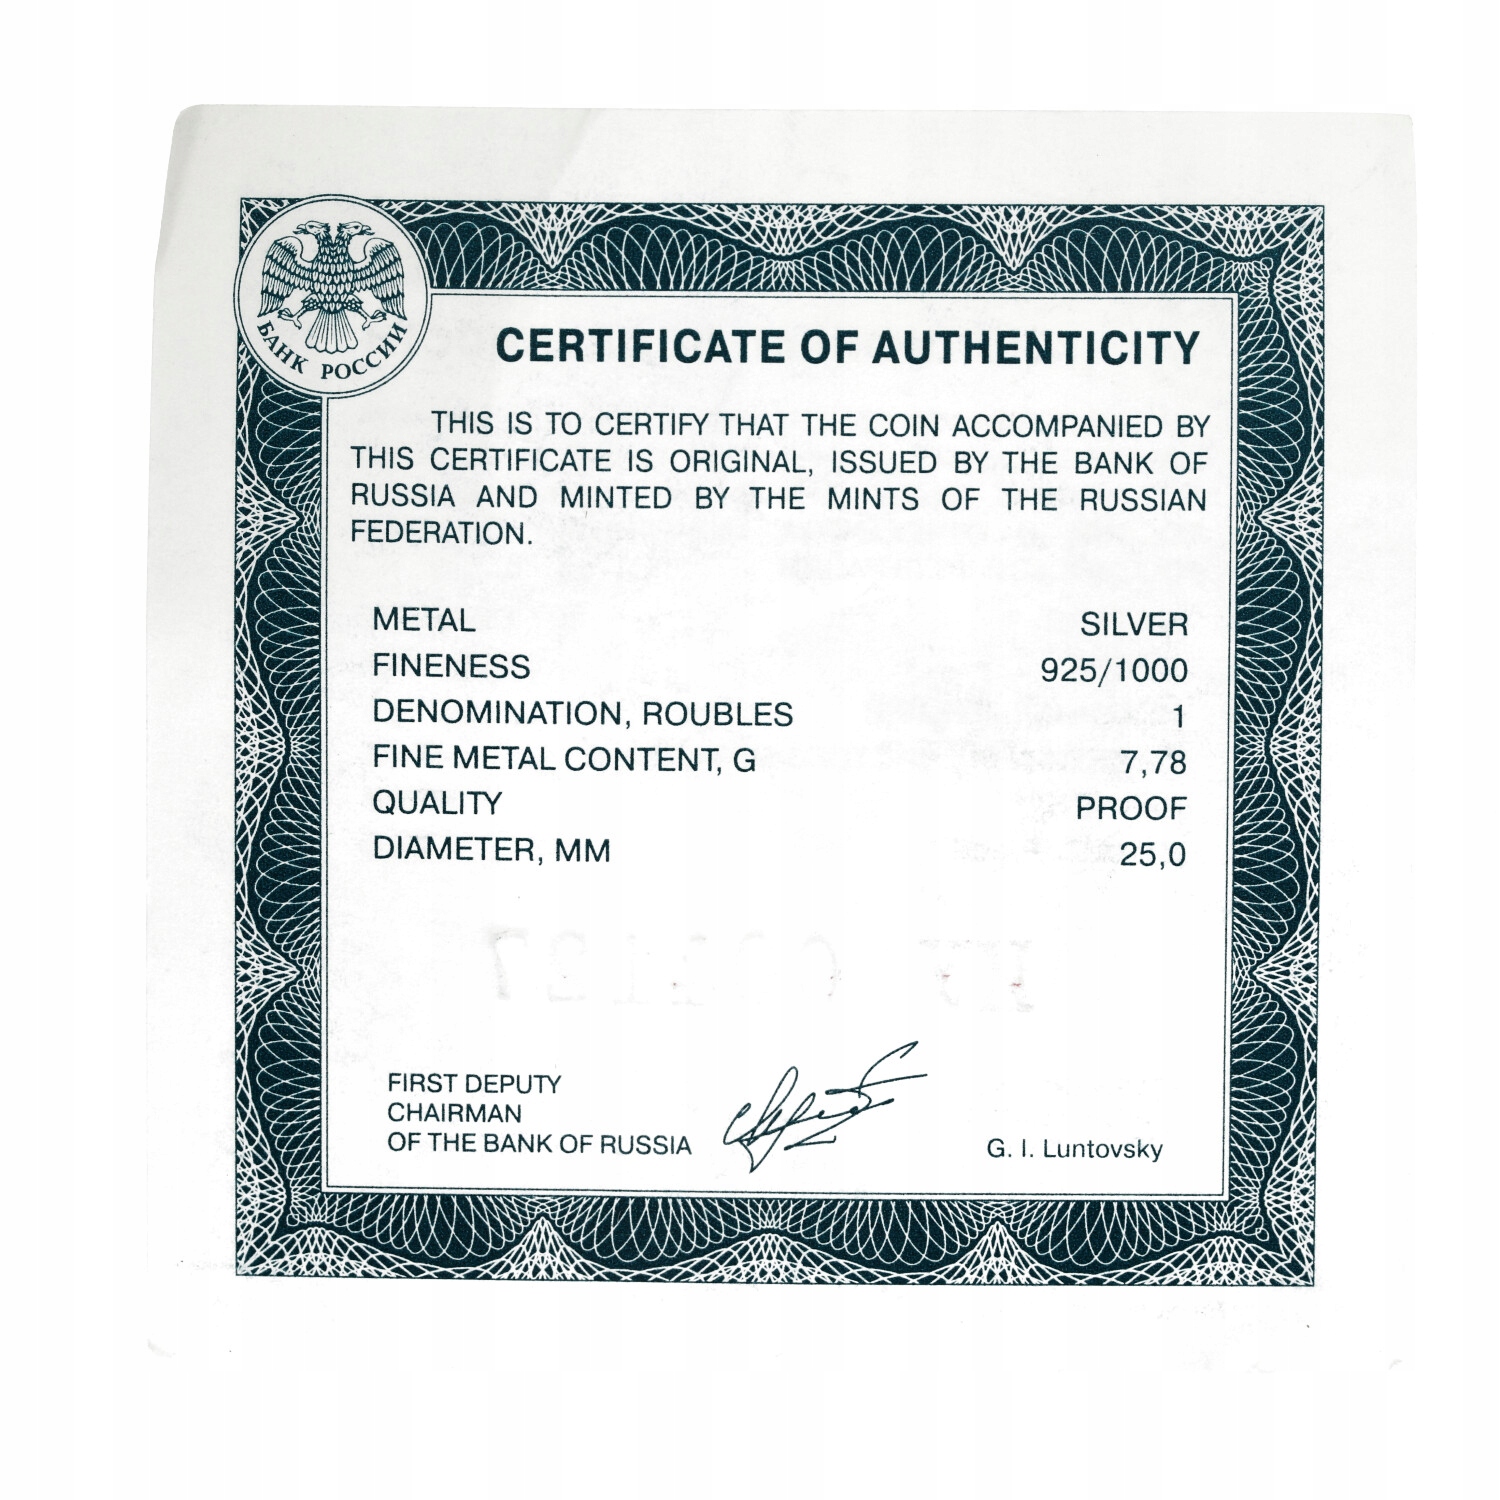 БАНК РОССИИ
CERTIFICATE OF AUTHENTICITY
THIS IS TO CERTIFY THAT THE COIN ACCOMPANIED BY
THIS CERTIFICATE IS ORIGINAL, ISSUED BY THE BANK OF
RUSSIA AND MINTED BY THE MINTS OF THE RUSSIAN
FEDERATION.
METAL SILVER
FINENESS 925/1000
DENOMINATION, ROUBLES 1
FINE METAL CONTENT, G 7,78
QUALITY PROOF
DIAMETER, MM 25,0
FIRST DEPUTY
CHAIRMAN
OF THE BANK OF RUSSIA G. I. Luntovsky